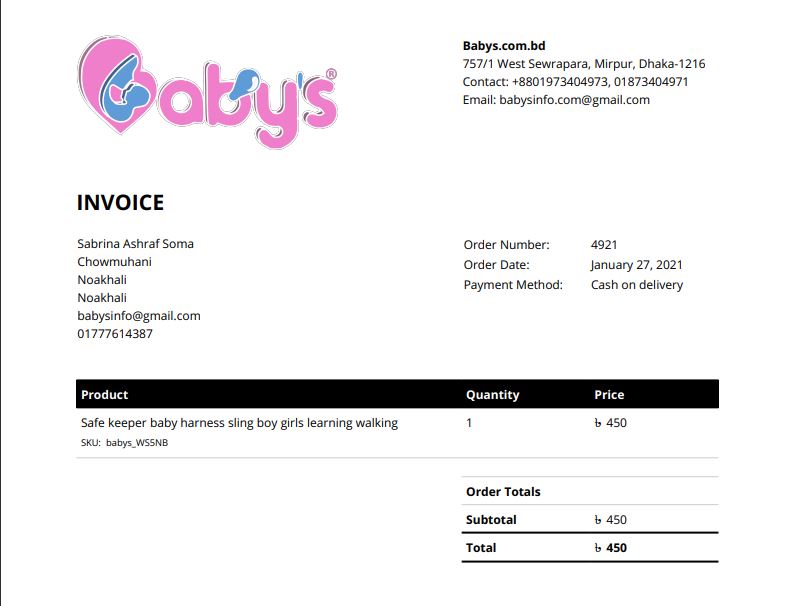 Babys®
Babys.com.bd
757/1 West Sewrapara, Mirpur, Dhaka-1216
Contact: +8801973404973, 01873404971
Email: babysinfo.com@gmail.com
INVOICE
Sabrina Ashraf Soma
Chowmuhani
Noakhali
Noakhali
babysinfo@gmail.com
01777614387
Order Number: 4921
Order Date: January 27, 2021
Payment Method: Cash on delivery
Product Quantity Price
Safe keeper baby harness sling boy girls learning walking 1 ৳ 450
SKU: babys_WS5NB
Order Totals
Subtotal ৳ 450
Total ৳ 450